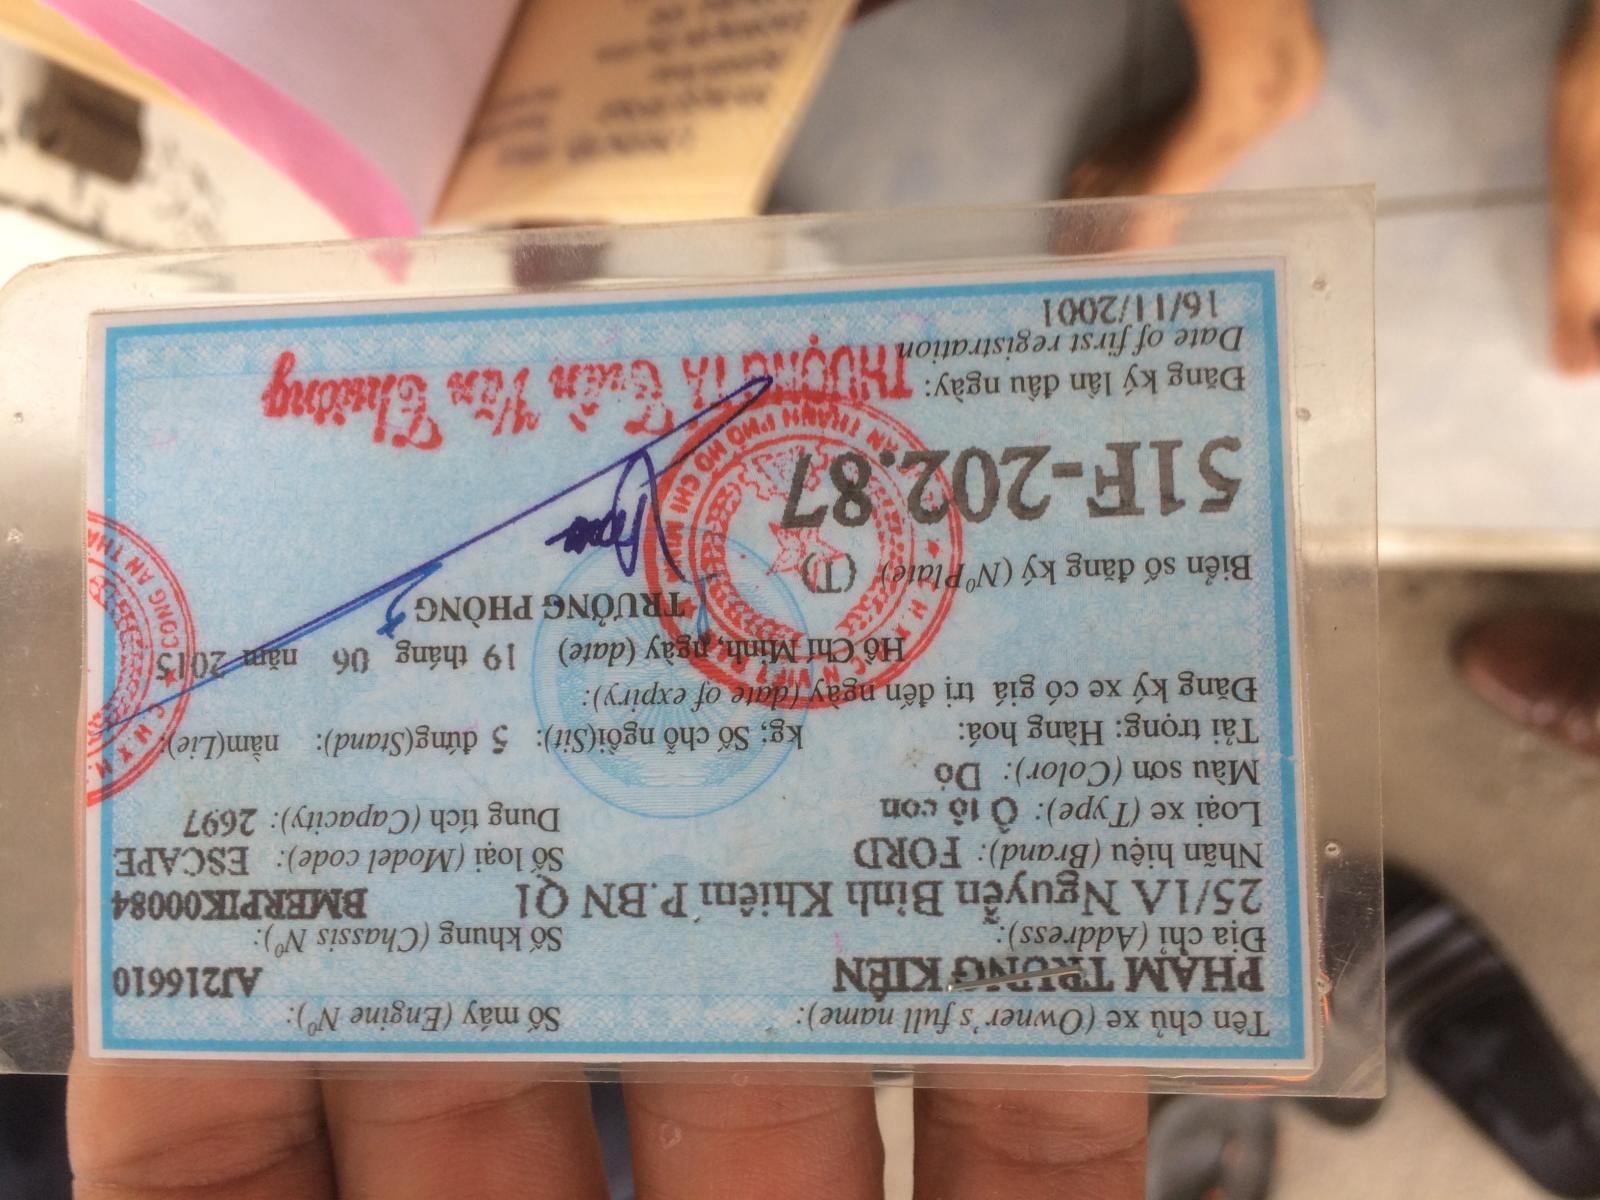 Tên chủ xe (Owner's full name):
PHẠM TRUNG KIÊN
Số máy (Engine Nº):
AJ216610
Địa chỉ (Address):
25/1A Nguyễn Bỉnh Khiêm P.BN Q1
Số khung (Chassis Nº):
BMERPIK00084
Nhãn hiệu (Brand): FORD
Số loại (Model code): ESCAPE
Loại xe (Type): Ô tô con
Dung tích (Capacity): 2697
Màu sơn (Color): Đỏ
Tải trọng: Hàng hoá: kg; Số chỗ ngồi(Sit): 5 đứng(Stand): nằm(Lie):
Đăng ký xe có giá trị đến ngày (date of expiry):
Hồ Chí Minh, ngày (date) 19 tháng 06 năm 2015
Biển số đăng ký (NºPlate) (T)
TRƯỞNG PHÒNG
51F-202.87
Đăng ký lần đầu ngày:
Date of first registration
16/11/2001
THƯỢNG TÁ Trần Văn Thương